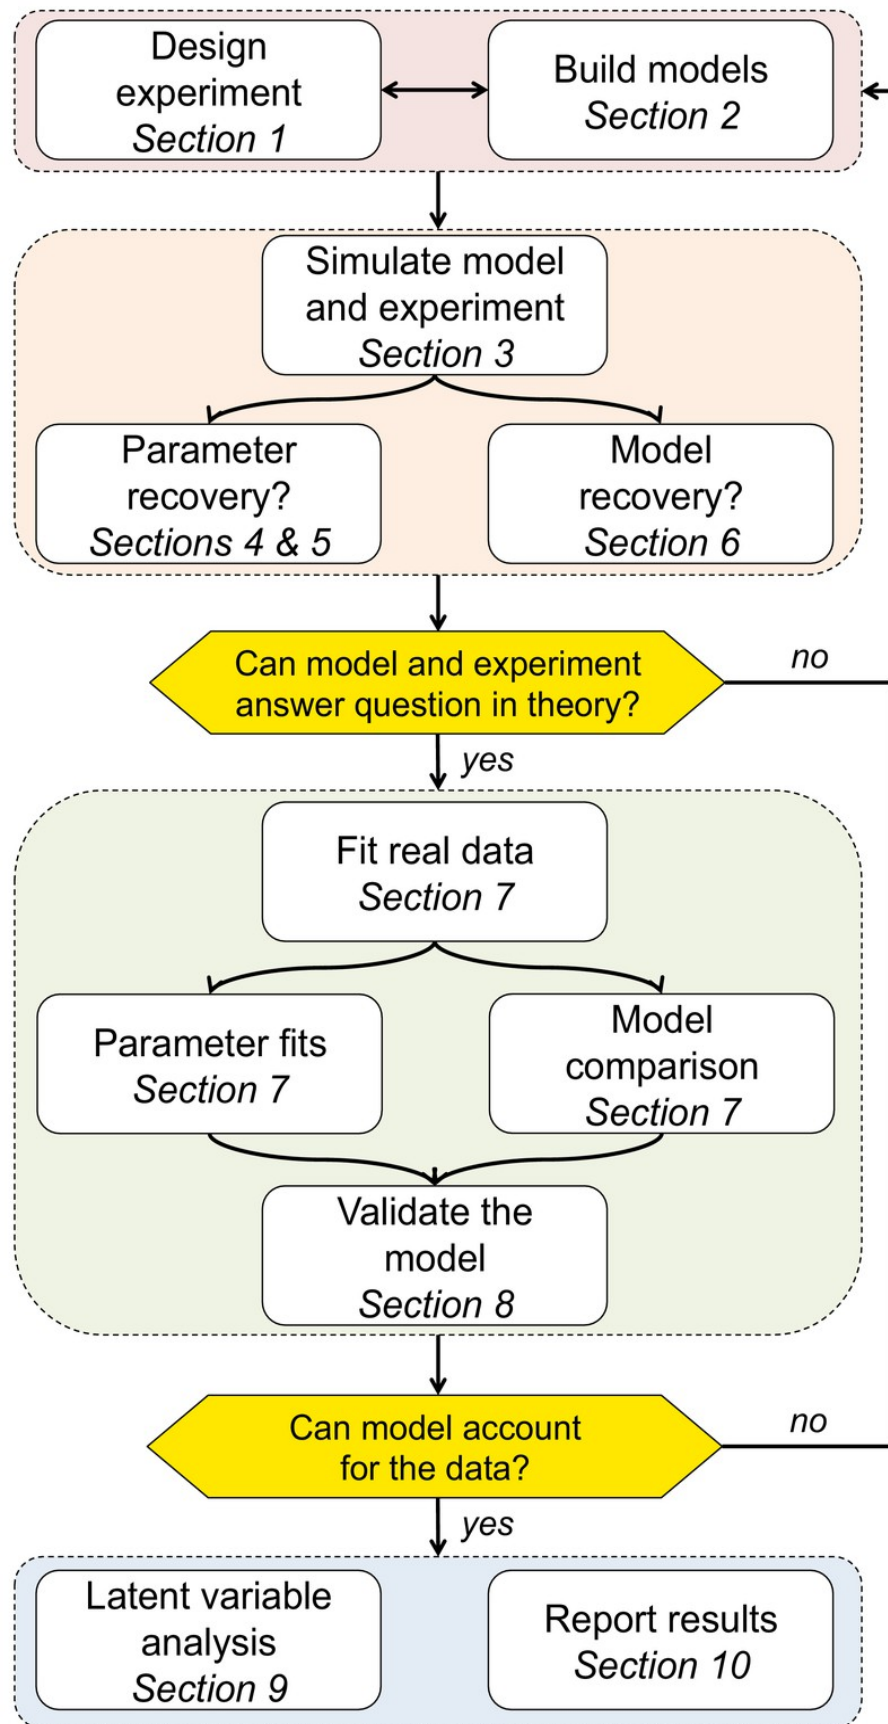 Design
experiment
Section 1
Build models
Section 2
Simulate model
and experiment
Section 3
Parameter
recovery?
Sections 4 & 5
Model
recovery?
Section 6
Can model and experiment
answer question in theory?
no
yes
Fit real data
Section 7
Parameter fits
Section 7
Model
comparison
Section 7
Validate the
model
Section 8
Can model account
for the data?
no
yes
Latent variable
analysis
Section 9
Report results
Section 10